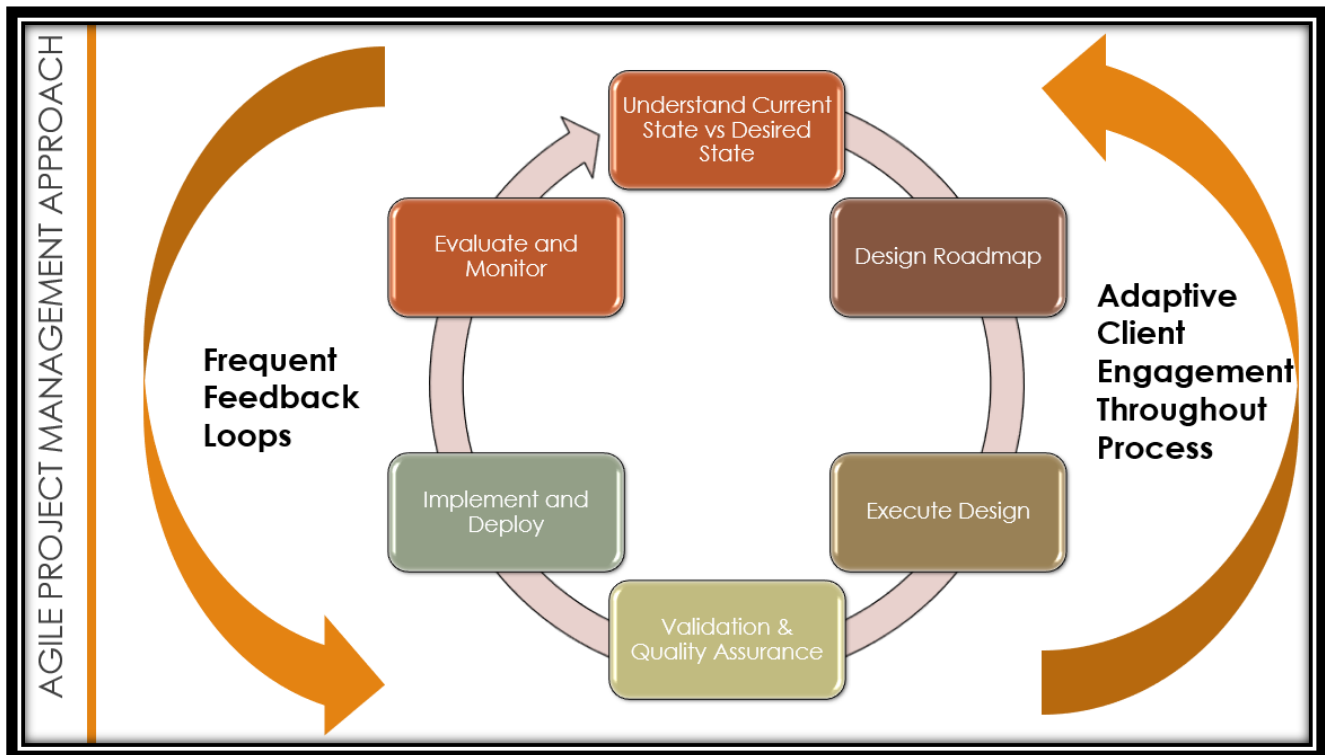 AGILE PROJECT MANAGEMENT APPROACH
Understand Current
State vs Desired
State
Design Roadmap
Execute Design
Validation &
Quality Assurance
Implement and
Deploy
Evaluate and
Monitor
Frequent
Feedback
Loops
Adaptive
Client
Engagement
Throughout
Process